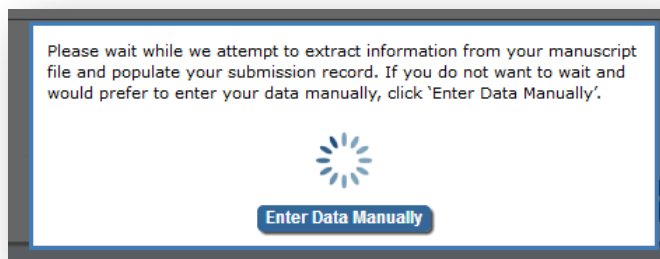 Please wait while we attempt to extract information from your manuscript
file and populate your submission record. If you do not want to wait and
would prefer to enter your data manually, click ‘Enter Data Manually’.
Enter Data Manually